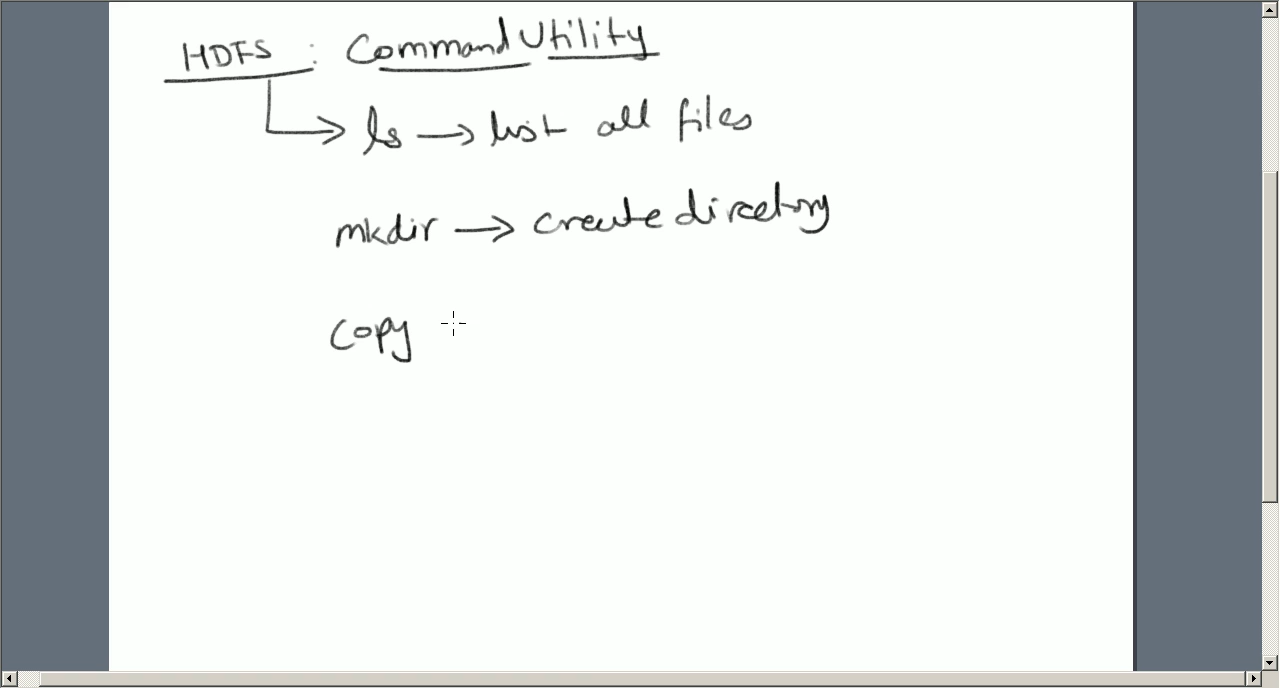 HDFS : Command Utility
ls → list all files
mkdir → create directory
copy